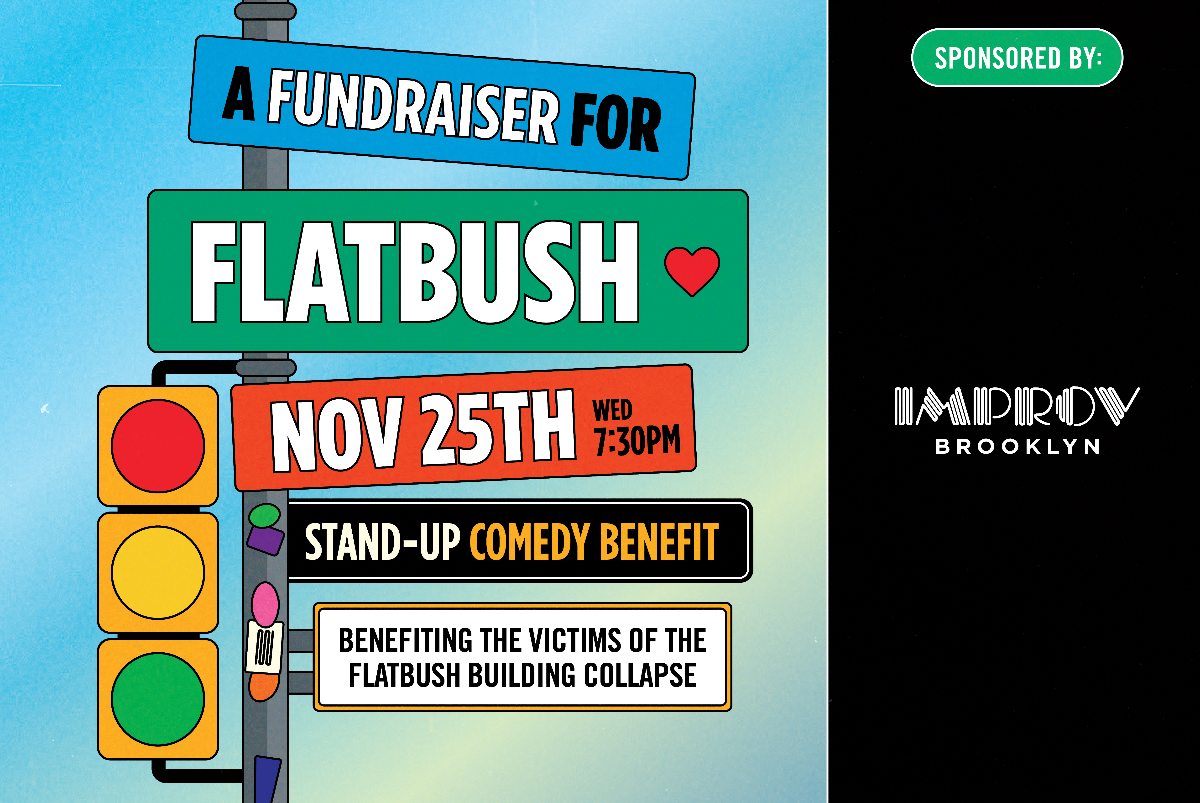 A FUNDRAISER FOR
FLATBUSH
NOV 25TH
WED
7:30PM
STAND-UP COMEDY BENEFIT
BENEFITING THE VICTIMS OF THE
FLATBUSH BUILDING COLLAPSE
SPONSORED BY:
IMPROV
BROOKLYN